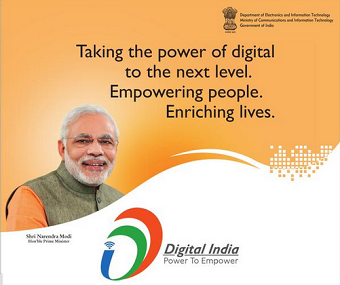 Department of Electronics and Information Technology
Ministry of Communications and Information Technology
Government of India
Taking the power of digital
to the next level.
Empowering people.
Enriching lives.
Shri Narendra Modi
Hon'ble Prime Minister
Digital India
Power To Empower